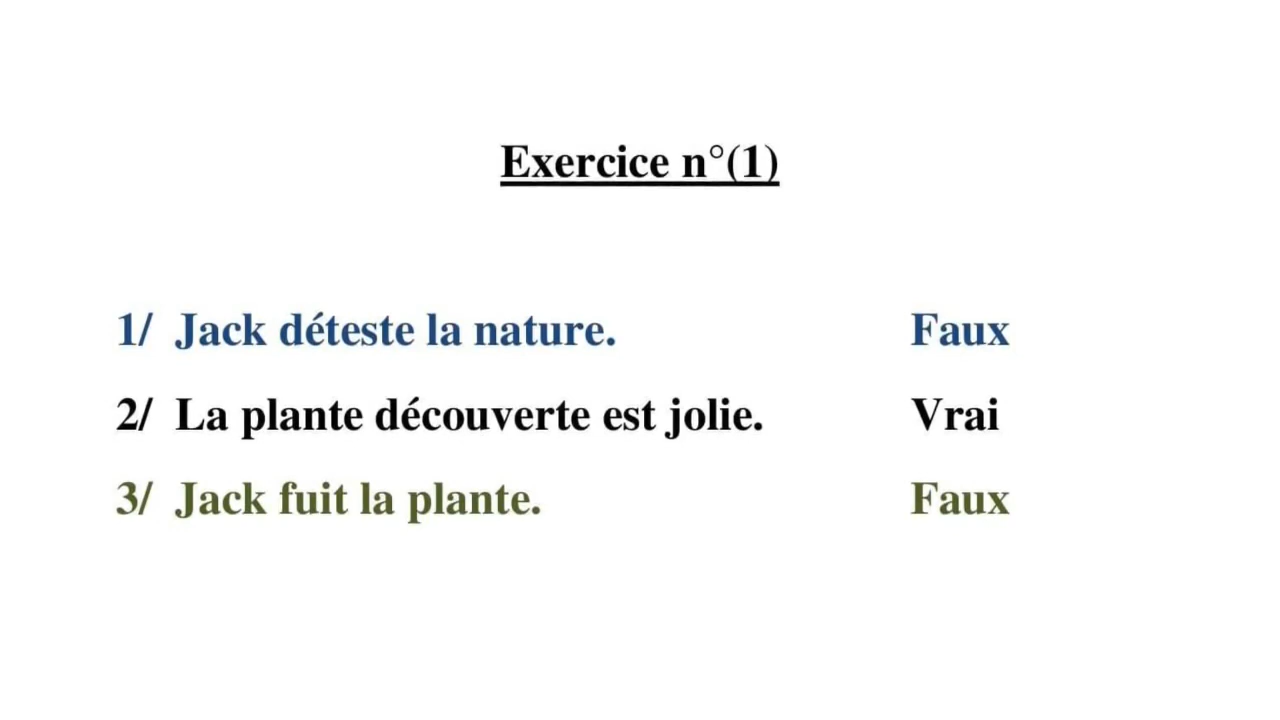 Exercice n°(1)
1/ Jack déteste la nature. Faux
2/ La plante découverte est jolie. Vrai
3/ Jack fuit la plante. Faux